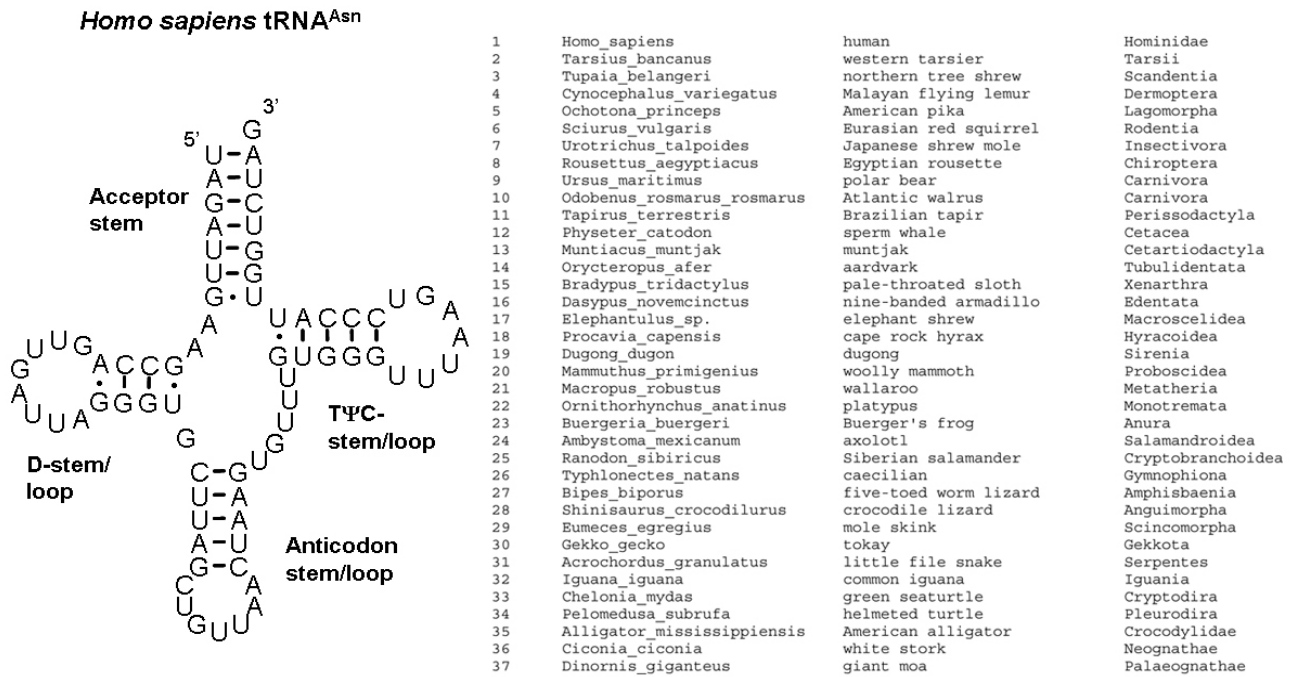 Homo sapiens tRNAAsn
3'
G
5'
U–A
A–U
G–C
A–U
U–G
U–G
G·U
A
A
Acceptor
stem
UACCCUGA
A
U
GUGGGUUU
U
U
U
G
U
TΨC-
stem/loop
UUGACCG
G
A
UUAGGGU
G
D-stem/
loop
C–G
U–A
U–A
A–U
G–C
C A
U A
G U U U
Anticodon
stem/loop
1 Homo_sapiens human Hominidae
2 Tarsius_bancanus western tarsier Tarsii
3 Tupaia_belangeri northern tree shrew Scandentia
4 Cynocephalus_variegatus Malayan flying lemur Dermoptera
5 Ochotona_princeps American pika Lagomorpha
6 Sciurus_vulgaris Eurasian red squirrel Rodentia
7 Urotrichus_talpoides Japanese shrew mole Insectivora
8 Rousettus_aegyptiacus Egyptian rousette Chiroptera
9 Ursus_maritimus polar bear Carnivora
10 Odobenus_rosmarus_rosmarus Atlantic walrus Carnivora
11 Tapirus_terrestris Brazilian tapir Perissodactyla
12 Physeter_catodon sperm whale Cetacea
13 Muntiacus_muntjak muntjak Cetartiodactyla
14 Orycteropus_afer aardvark Tubulidentata
15 Bradypus_tridactylus pale-throated sloth Xenarthra
16 Dasypus_novemcinctus nine-banded armadillo Edentata
17 Elephantulus_sp. elephant shrew Macroscelidea
18 Procavia_capensis cape rock hyrax Hyracoidea
19 Dugong_dugon dugong Sirenia
20 Mammuthus_primigenius woolly mammoth Proboscidea
21 Macropus_robustus wallaroo Metatheria
22 Ornithorhynchus_anatinus platypus Monotremata
23 Buergeria_buergeri Buerger's frog Anura
24 Ambystoma_mexicanum axolotl Salamandroidea
25 Ranodon_sibiricus Siberian salamander Cryptobranchoidea
26 Typhlonectes_natans caecilian Gymnophiona
27 Bipes_biporus five-toed worm lizard Amphisbaenia
28 Shinisaurus_crocodilurus crocodile lizard Anguimorpha
29 Eumeces_egregius mole skink Scincomorpha
30 Gekko_gecko tokay Gekkota
31 Acrochordus_granulatus little file snake Serpentes
32 Iguana_iguana common iguana Iguania
33 Chelonia_mydas green seaturtle Cryptodira
34 Pelomedusa_subrufa helmeted turtle Pleurodira
35 Alligator_mississippiensis American alligator Crocodylidae
36 Ciconia_ciconia white stork Neognathae
37 Dinornis_giganteus giant moa Palaeognathae